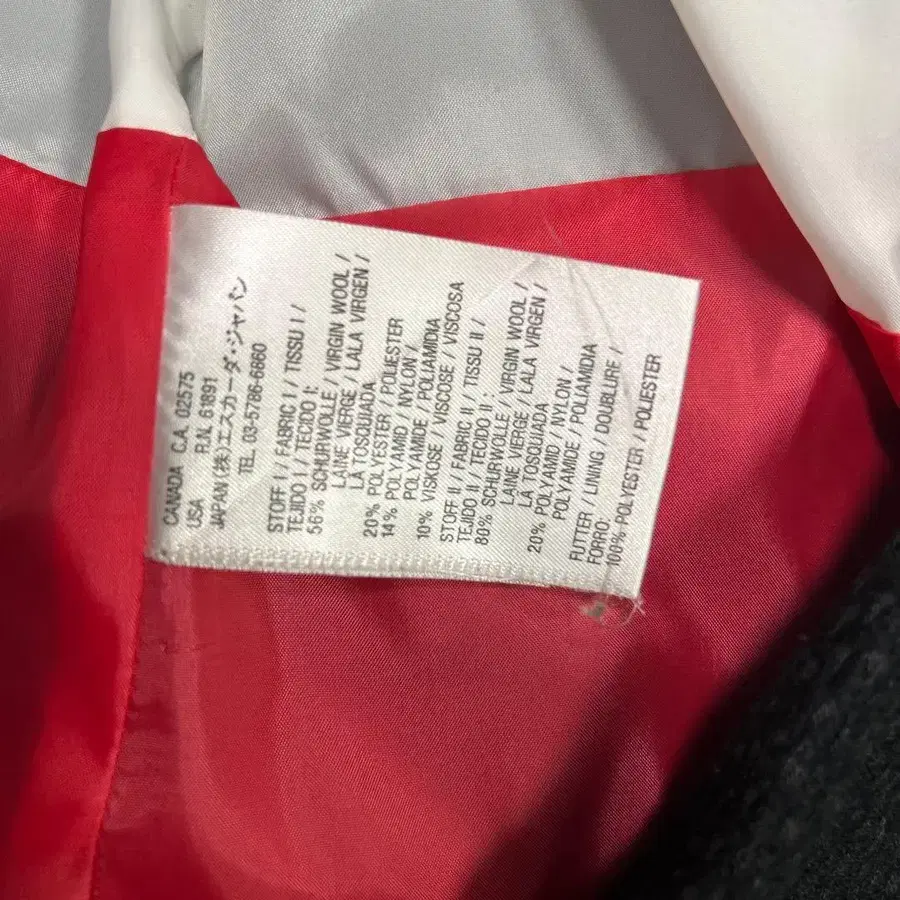 CANADA C.A. 02575
USA R.N. 61891
JAPAN (株)エスカーダ・ジャパン
TEL. 03-5786-6860
STOFF I / FABRIC I / TISSU I /
TEJIDO I / TECIDO I:
56% SCHURWOLLE / VIRGIN WOOL /
LAINE VIERGE / LALA VIRGEN /
LÃ TOSQUIADA
20% POLYESTER / POLIESTER
14% POLYAMID / NYLON /
POLYAMIDE / POLIAMIDIA
10% VISKOSE / VISCOSE / VISCOSA
STOFF II / FABRIC II / TISSU II /
TEJIDO II / TECIDO II :
80% SCHURWOLLE / VIRGIN WOOL /
LAINE VIERGE / LALA VIRGEN /
LÃ TOSQUIADA
20% POLYAMID / NYLON /
POLYAMIDE / POLIAMIDIA
FUTTER / LINING / DOUBLURE /
FORRO:
100% POLYESTER / POLIESTER